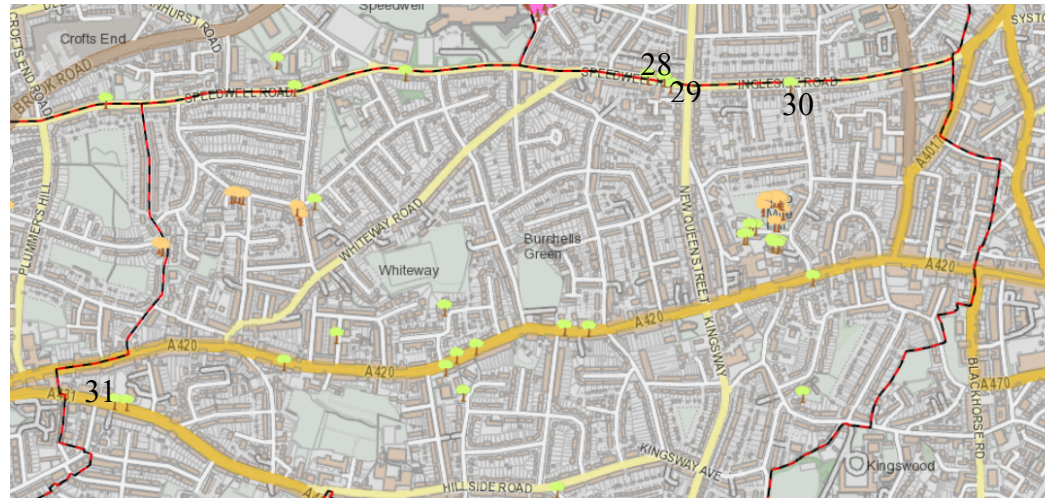 Speedwell
Crofts End
CROFTS END ROAD
BROOK ROAD
SYSTO
28
SPEEDWELL R
29
INGLES ROAD
30
SPEEDWELL ROAD
A4017
PLUMMERS HILL
WHITEWAY ROAD
NEW QUEEN STREET
Burchells
Green
Whiteway
A420
A420
KINGSWAY
A420
A420
BLACKHORSE RD
A470
31
KINGSWAY AVE
Kingswood
HILLSIDE ROAD